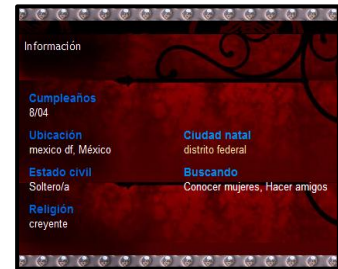 Información
Cumpleaños
8/04
Ubicación
mexico df, México
Ciudad natal
distrito federal
Estado civil
Soltero/a
Buscando
Conocer mujeres, Hacer amigos
Religión
creyente